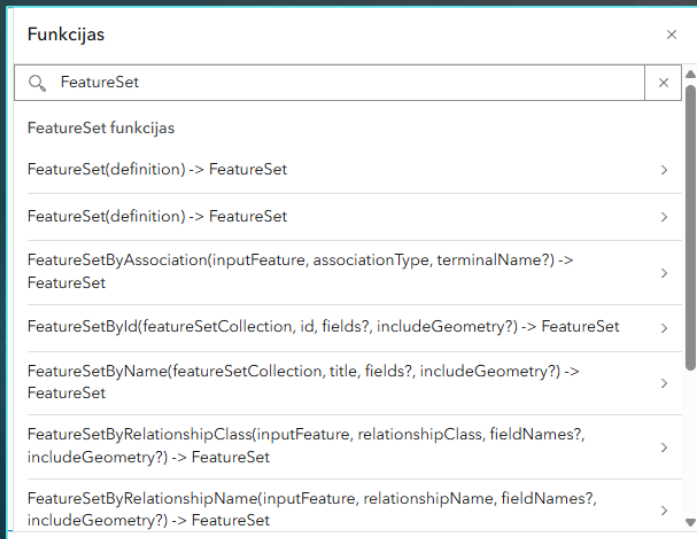 Funkcijas
FeatureSet
FeatureSet funkcijas
FeatureSet(definition) -> FeatureSet
FeatureSet(definition) -> FeatureSet
FeatureSetByAssociation(inputFeature, associationType, terminalName?) ->
FeatureSet
FeatureSetById(featureSetCollection, id, fields?, includeGeometry?) -> FeatureSet
FeatureSetByName(featureSetCollection, title, fields?, includeGeometry?) ->
FeatureSet
FeatureSetByRelationshipClass(inputFeature, relationshipClass, fieldNames?,
includeGeometry?) -> FeatureSet
FeatureSetByRelationshipName(inputFeature, relationshipName, fieldNames?,
includeGeometry?) -> FeatureSet